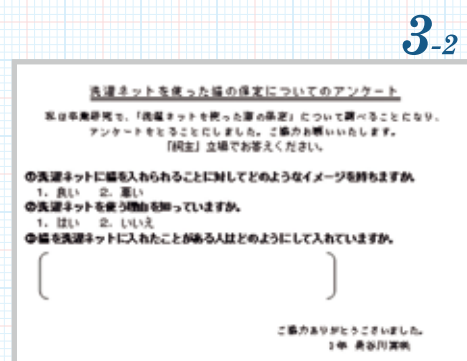 3-2
洗濯ネットを使った猫の保定についてのアンケート
私は卒業研究で、「洗濯ネットを使った猫の保定」について調べることになり、
アンケートをとることにしました。ご協力お願いいたします。
「飼主」立場でお答えください。
①洗濯ネットに猫を入れられることに対してどのようなイメージを持ちますか。
1. 良い 2. 悪い
②洗濯ネットを使う理由を知っていますか。
1. はい 2. いいえ
③猫を洗濯ネットに入れたことがある人はどのようにして入れていますか。
ご協力ありがとうございました。
3年 長谷川